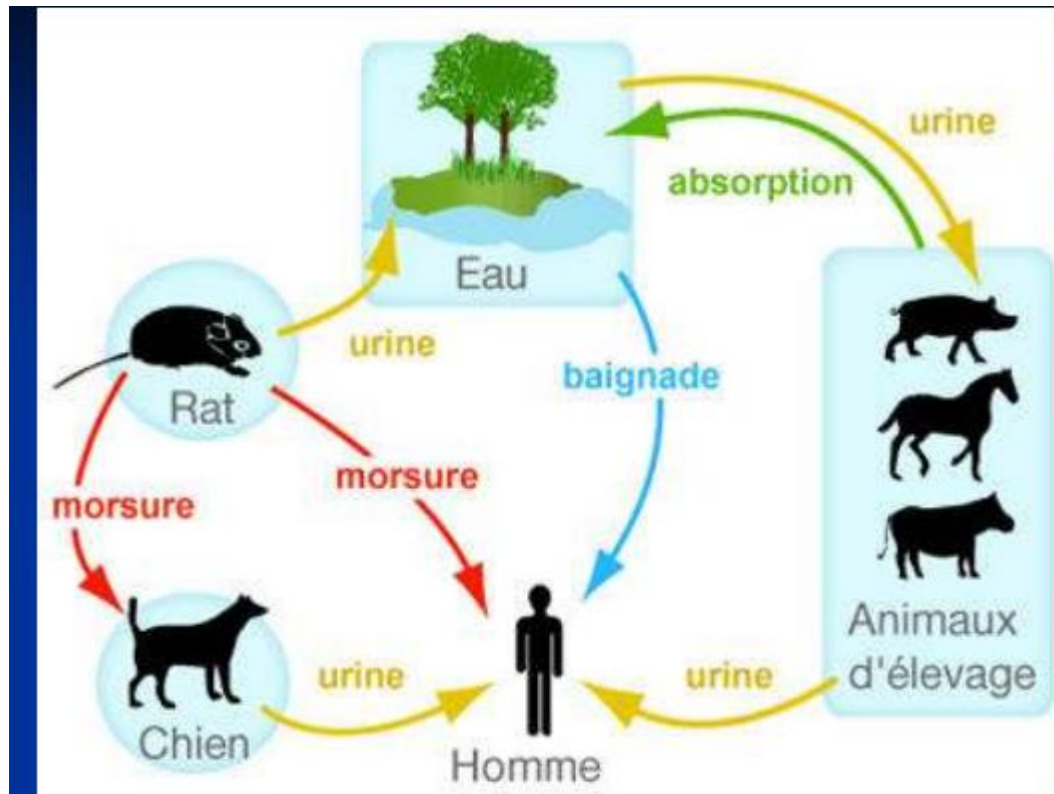 urine
absorption
Eau
urine
baignade
Rat
morsure
morsure
Animaux
d'élevage
urine
urine
Chien
Homme